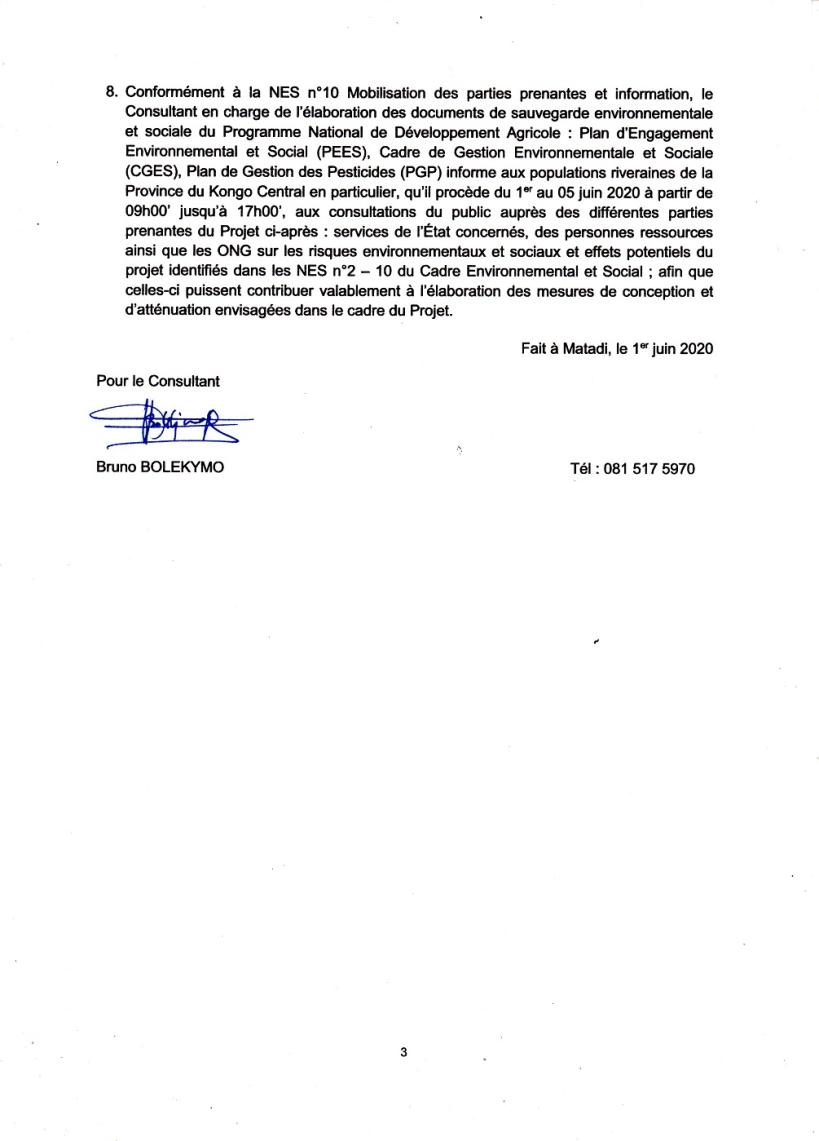 8. Conformément à la NES n°10 Mobilisation des parties prenantes et information, le
Consultant en charge de l'élaboration des documents de sauvegarde environnementale
et sociale du Programme National de Développement Agricole : Plan d'Engagement
Environnemental et Social (PEES), Cadre de Gestion Environnementale et Sociale
(CGES), Plan de Gestion des Pesticides (PGP) informe aux populations riveraines de la
Province du Kongo Central en particulier, qu'il procède du 1er au 05 juin 2020 à partir de
09h00' jusqu'à 17h00', aux consultations du public auprès des différentes parties
prenantes du Projet ci-après : services de l'État concernés, des personnes ressources
ainsi que les ONG sur les risques environnementaux et sociaux et effets potentiels du
projet identifiés dans les NES n°2 – 10 du Cadre Environnemental et Social ; afin que
celles-ci puissent contribuer valablement à l'élaboration des mesures de conception et
d'atténuation envisagées dans le cadre du Projet.
Fait à Matadi, le 1er juin 2020
Pour le Consultant
Bruno BOLEKYMO
Tél : 081 517 5970
3